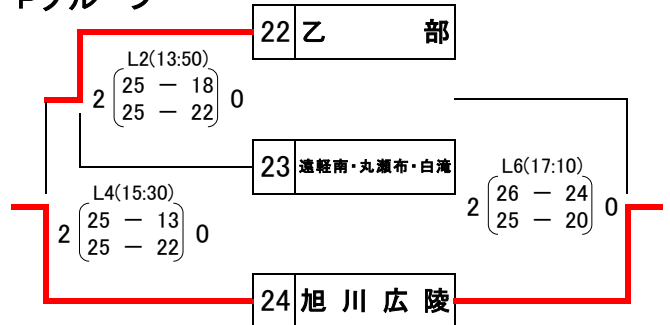 22 乙 部
L2(13:50)
2 25 － 18 0
25 － 22
23 遠軽南・丸瀬布・白滝
L6(17:10)
2 26 － 24 0
25 － 20
L4(15:30)
2 25 － 13 0
25 － 22
24 旭 川 広 陵